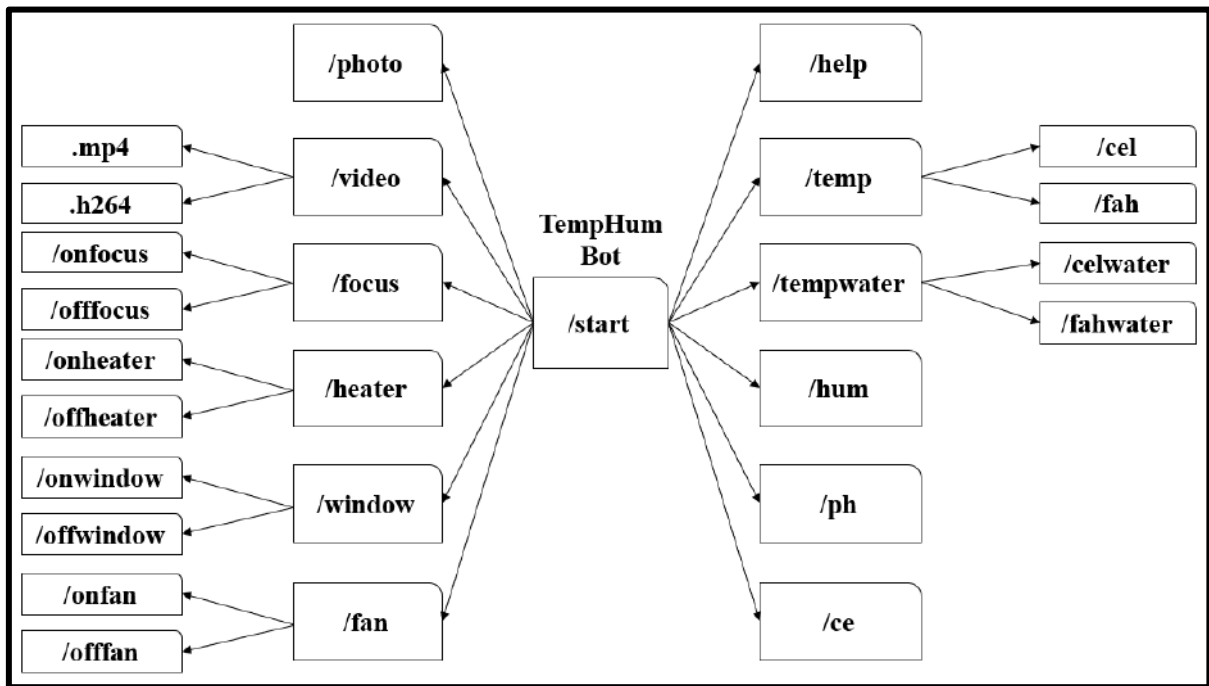 /photo
/help
.mp4
/video
/temp
/cel
.h264
/fah
TempHum
Bot
/onfocus
/focus
/start
/tempwater
/celwater
/offfocus
/fahwater
/onheater
/heater
/hum
/offheater
/onwindow
/window
/ph
/offwindow
/onfan
/fan
/ce
/offfan